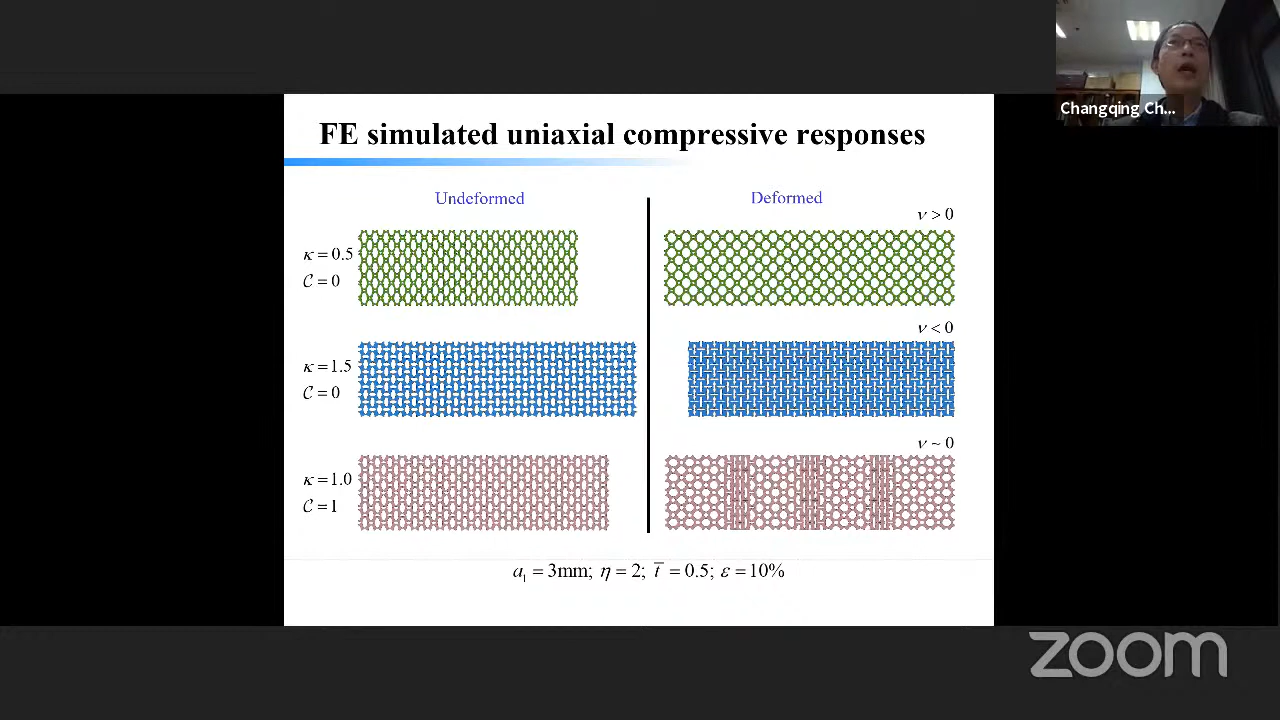 Changqing Ch...
FE simulated uniaxial compressive responses
Undeformed
Deformed
ν > 0
κ = 0.5
C = 0
ν < 0
κ = 1.5
C = 0
ν ~ 0
κ = 1.0
C = 1
a₁ = 3mm; η = 2; t̅ = 0.5; ε = 10%
zoom